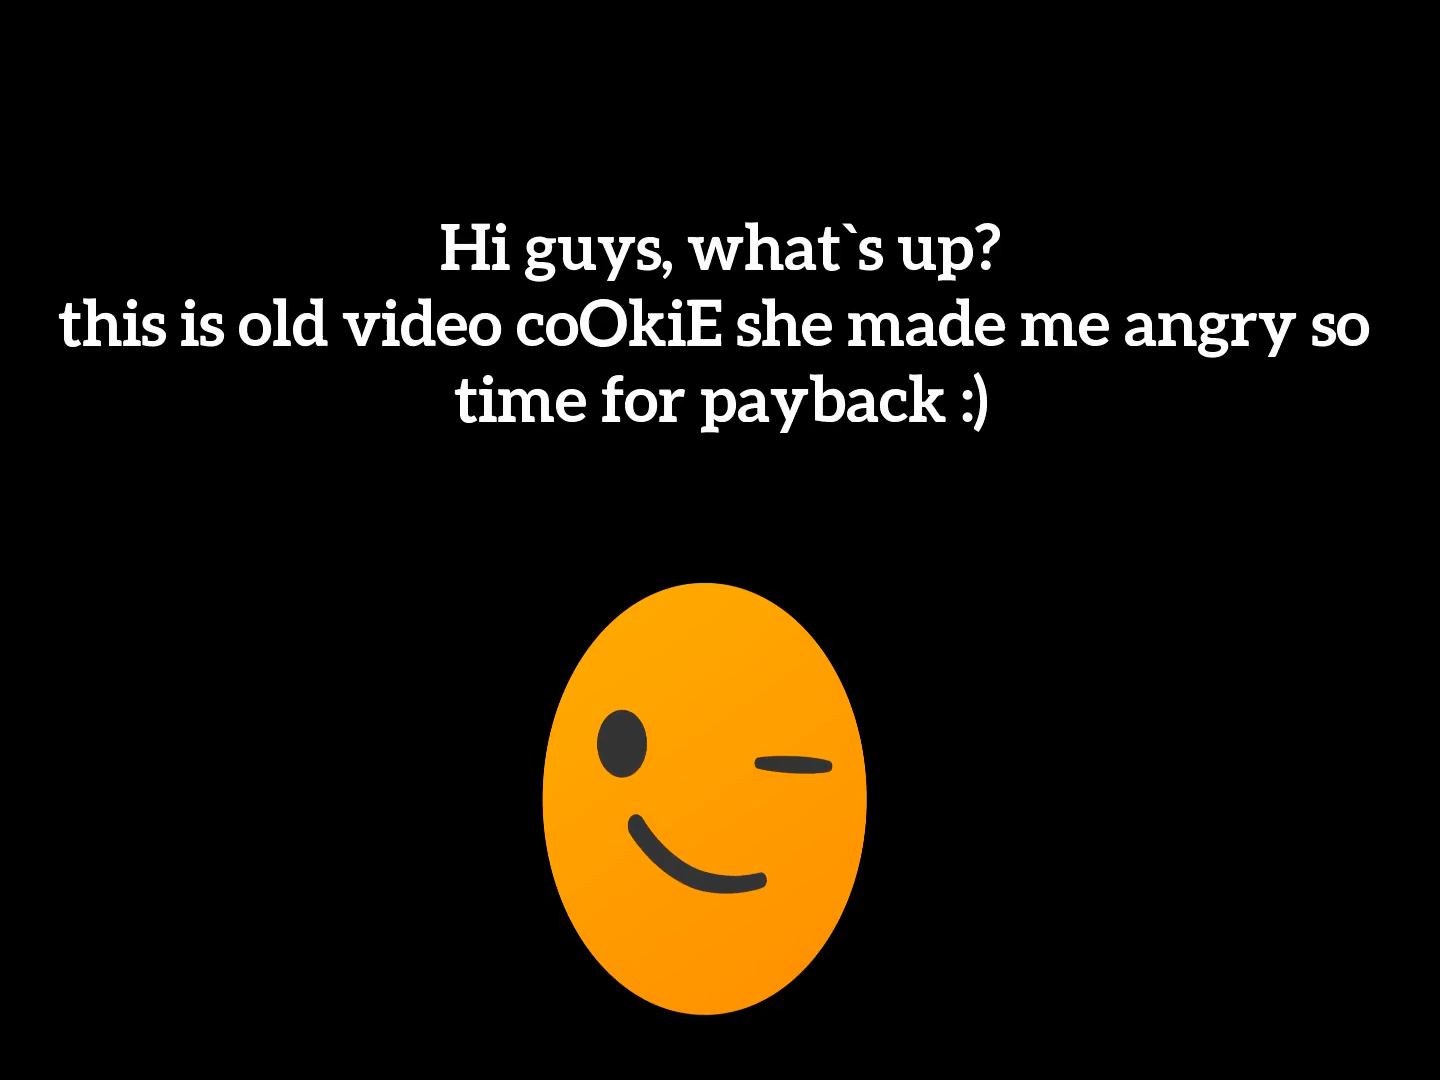 Hi guys, what`s up?
this is old video coOkiE she made me angry so
time for payback :)